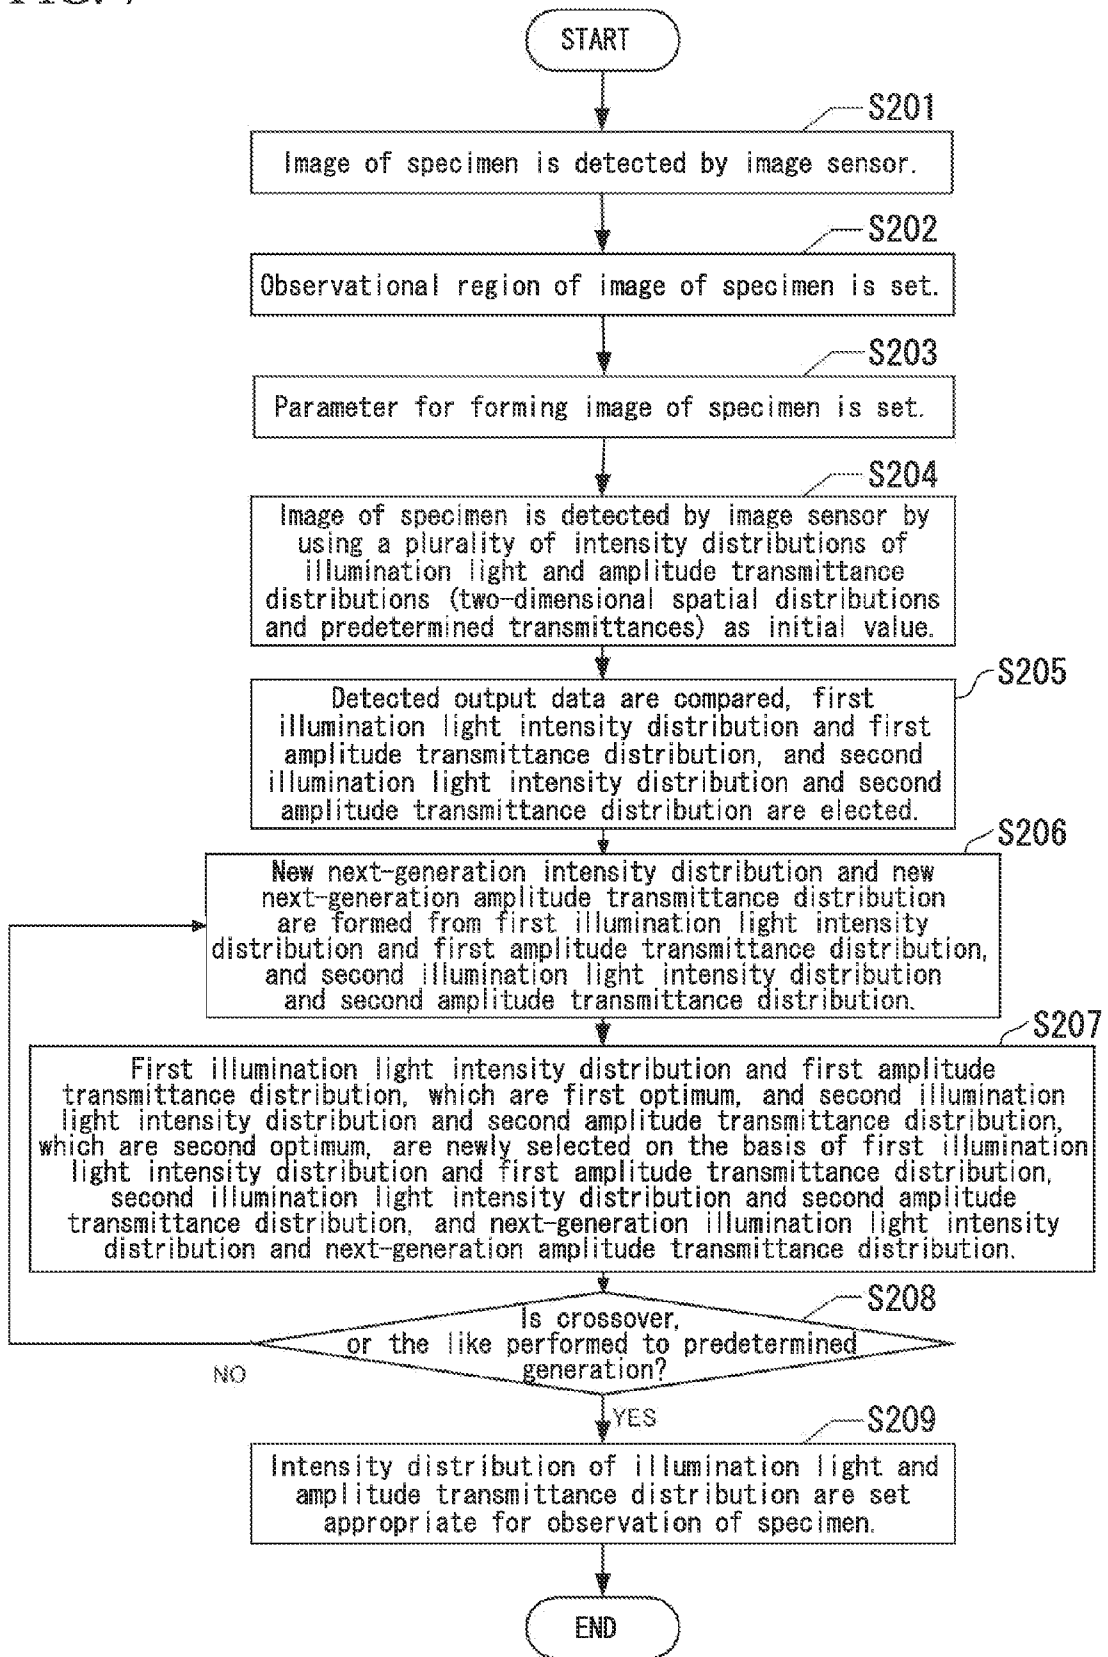 START
S201
Image of specimen is detected by image sensor.
S202
Observational region of image of specimen is set.
S203
Parameter for forming image of specimen is set.
S204
Image of specimen is detected by image sensor by
using a plurality of intensity distributions of
illumination light and amplitude transmittance
distributions (two-dimensional spatial distributions
and predetermined transmittances) as initial value.
S205
Detected output data are compared, first
illumination light intensity distribution and first
amplitude transmittance distribution, and second
illumination light intensity distribution and second
amplitude transmittance distribution are elected.
S206
New next-generation intensity distribution and new
next-generation amplitude transmittance distribution
are formed from first illumination light intensity
distribution and first amplitude transmittance distribution,
and second illumination light intensity distribution
and second amplitude transmittance distribution.
S207
First illumination light intensity distribution and first amplitude
transmittance distribution, which are first optimum, and second illumination
light intensity distribution and second amplitude transmittance distribution,
which are second optimum, are newly selected on the basis of first illumination
light intensity distribution and first amplitude transmittance distribution,
second illumination light intensity distribution and second amplitude
transmittance distribution, and next-generation illumination light intensity
distribution and next-generation amplitude transmittance distribution.
S208
Is crossover,
or the like performed to predetermined
generation?
NO
YES
S209
Intensity distribution of illumination light and
amplitude transmittance distribution are set
appropriate for observation of specimen.
END